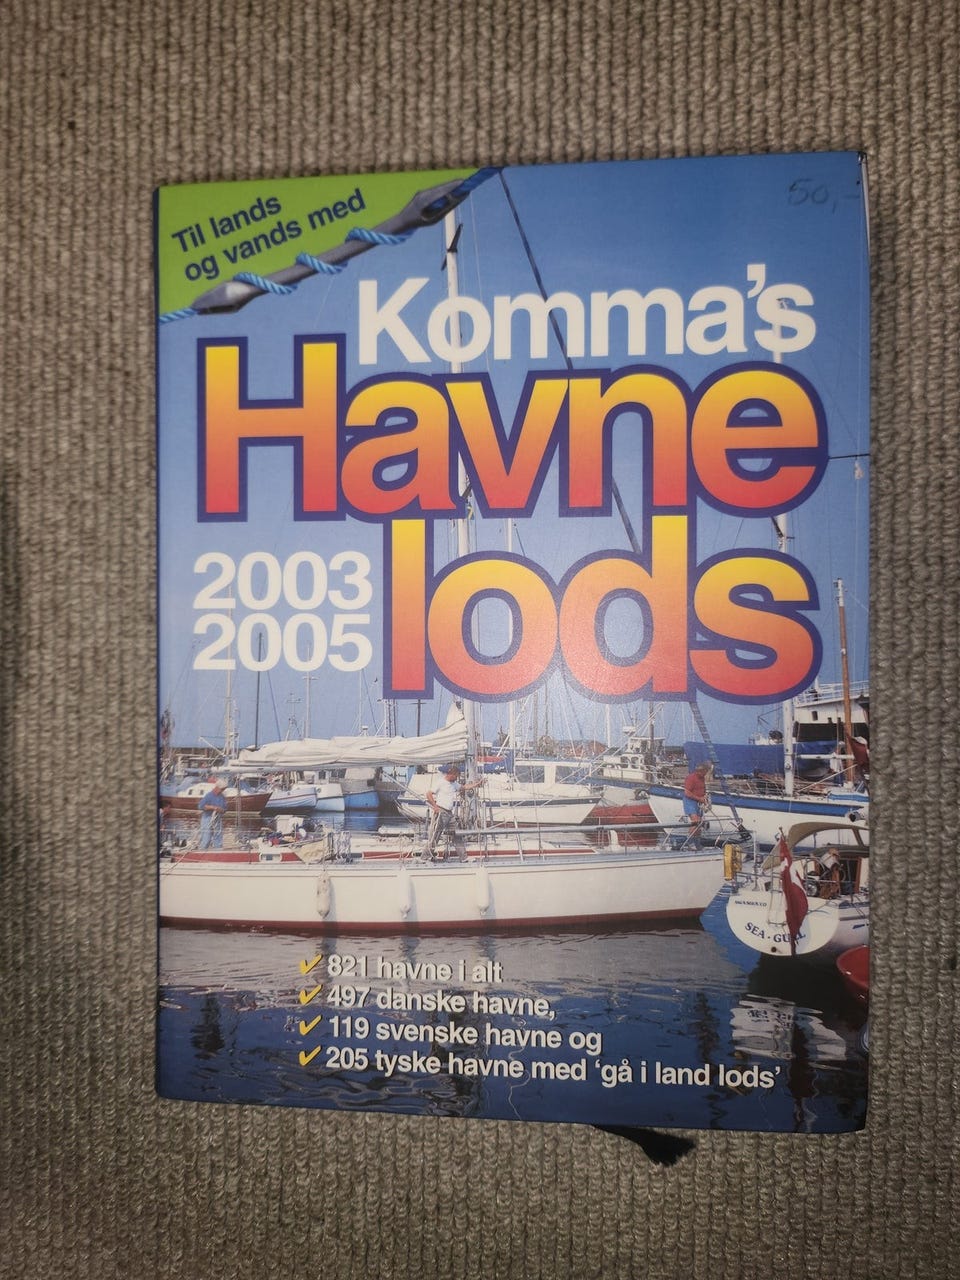 Til lands
og vands med
50,-
Komma's
Havne
lods
2003
2005
SEA-GULL
✓ 821 havne i alt
✓ 497 danske havne,
✓ 119 svenske havne og
✓ 205 tyske havne med 'gå i land lods'